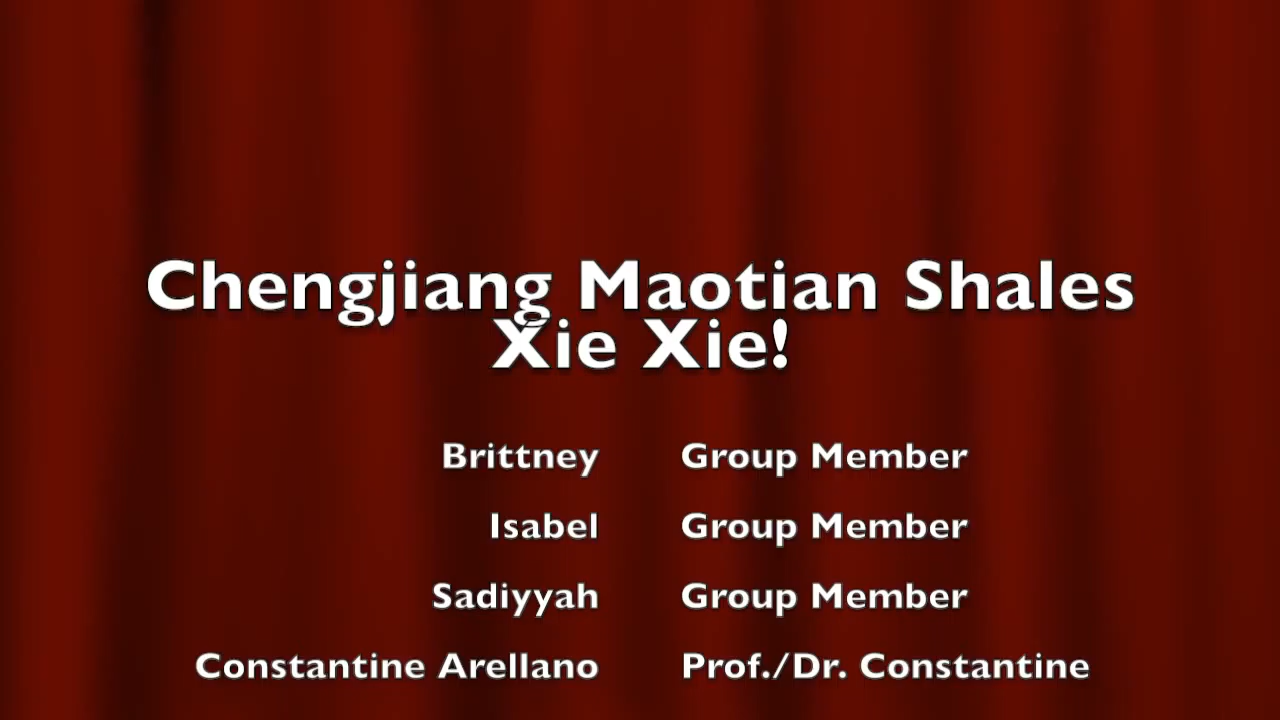 Chengjiang Maotian Shales
Xie Xie!
Brittney Group Member
Isabel Group Member
Sadiyyah Group Member
Constantine Arellano Prof./Dr. Constantine